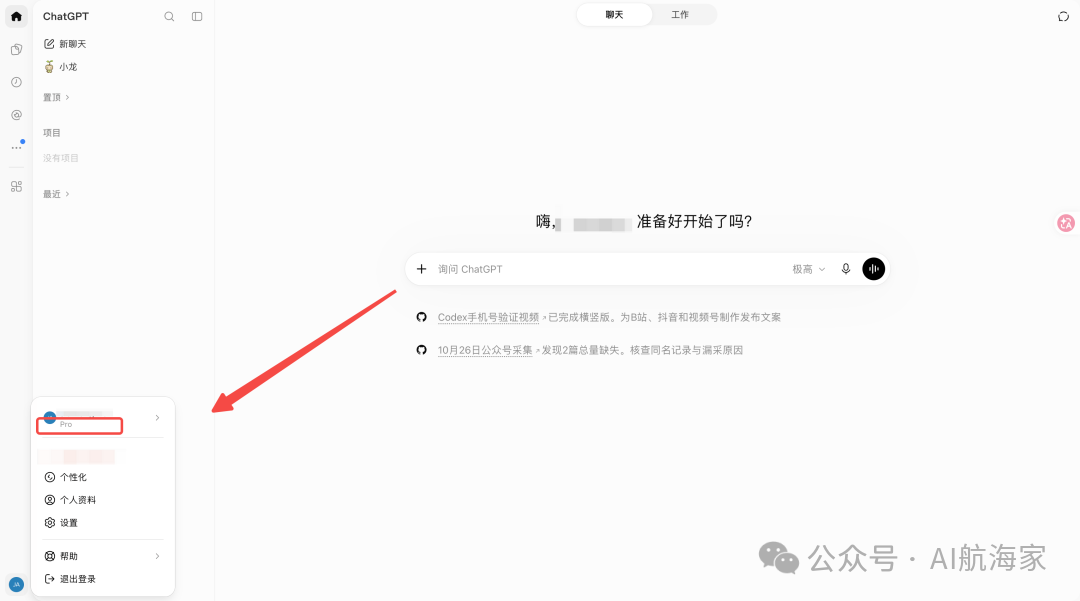 ChatGPT
新聊天
小龙
置顶
项目
没有项目
最近
聊天
工作
嗨, 准备好开始了吗?
询问 ChatGPT
极高
Codex手机号验证视频 已完成横竖版。为B站、抖音和视频号制作发布文案
10月26日公众号采集 发现2篇总量缺失。核查同名记录与漏采原因
JA
Pro
个性化
个人资料
设置
帮助
退出登录
JA
公众号 · AI航海家